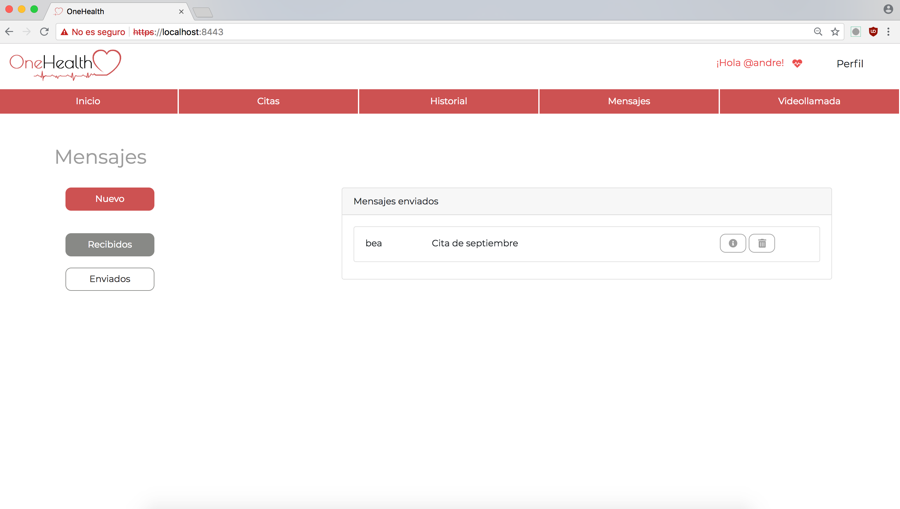 OneHealth
No es seguro https://localhost:8443
OneHealth
¡Hola @andre!
Perfil
Inicio
Citas
Historial
Mensajes
Videollamada
Mensajes
Nuevo
Recibidos
Enviados
Mensajes enviados
bea Cita de septiembre